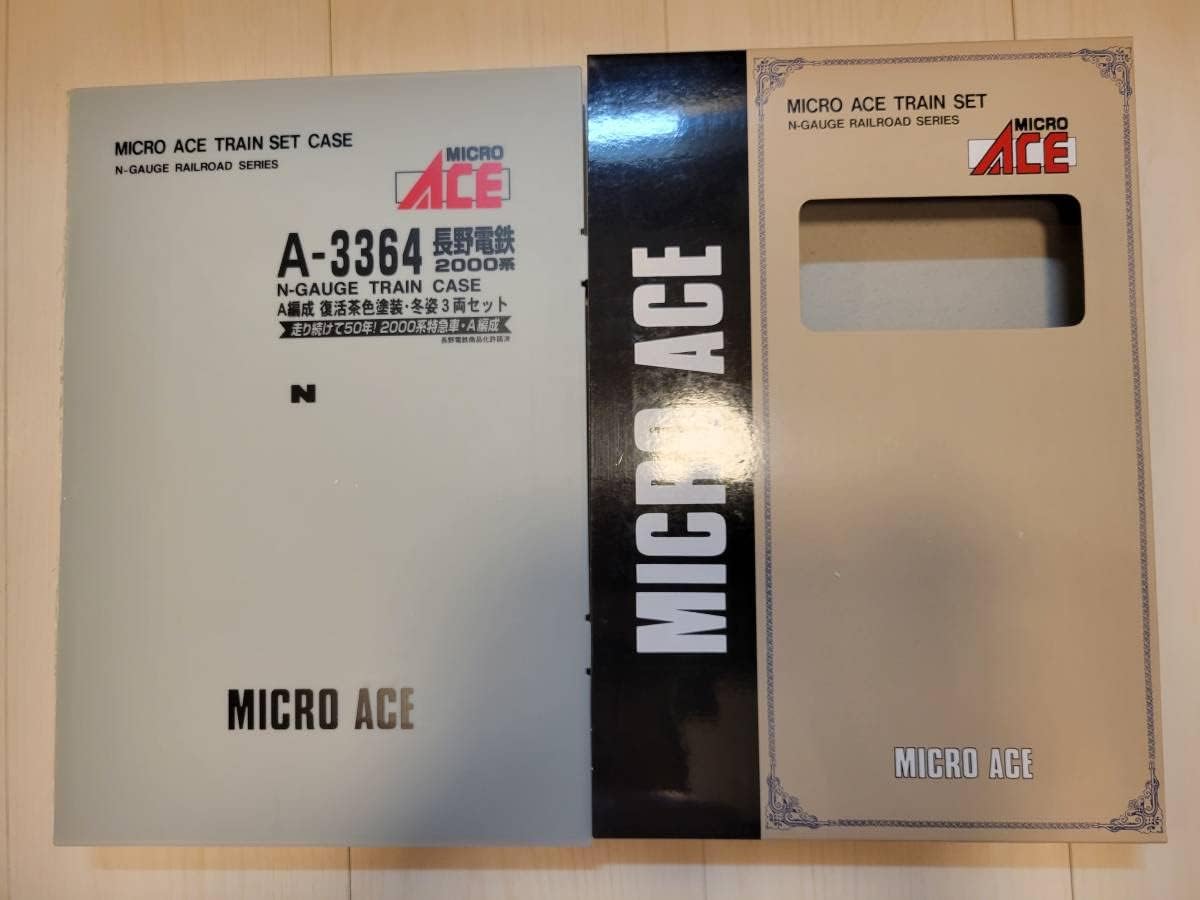 MICRO ACE TRAIN SET CASE
N-GAUGE RAILROAD SERIES
MICRO
ACE
A-3364 長野電鉄
2000系
N-GAUGE TRAIN CASE
A編成 復活茶色塗装・冬姿3両セット
走り続けて50年!2000系特急車・A編成
長野電鉄商品化許諾済
N
MICRO ACE
MICRO ACE
MICRO ACE TRAIN SET
N-GAUGE RAILROAD SERIES
MICRO
ACE
MICRO ACE